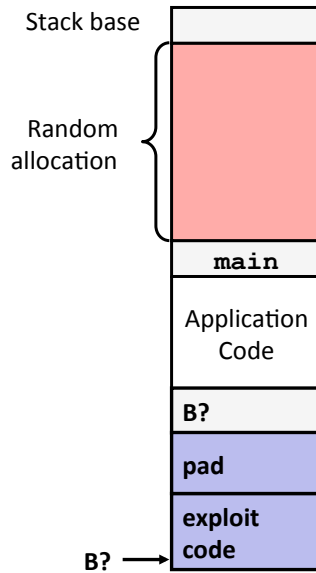 Stack base
Random
allocation
main
Application
Code
B?
pad
exploit
code
B?